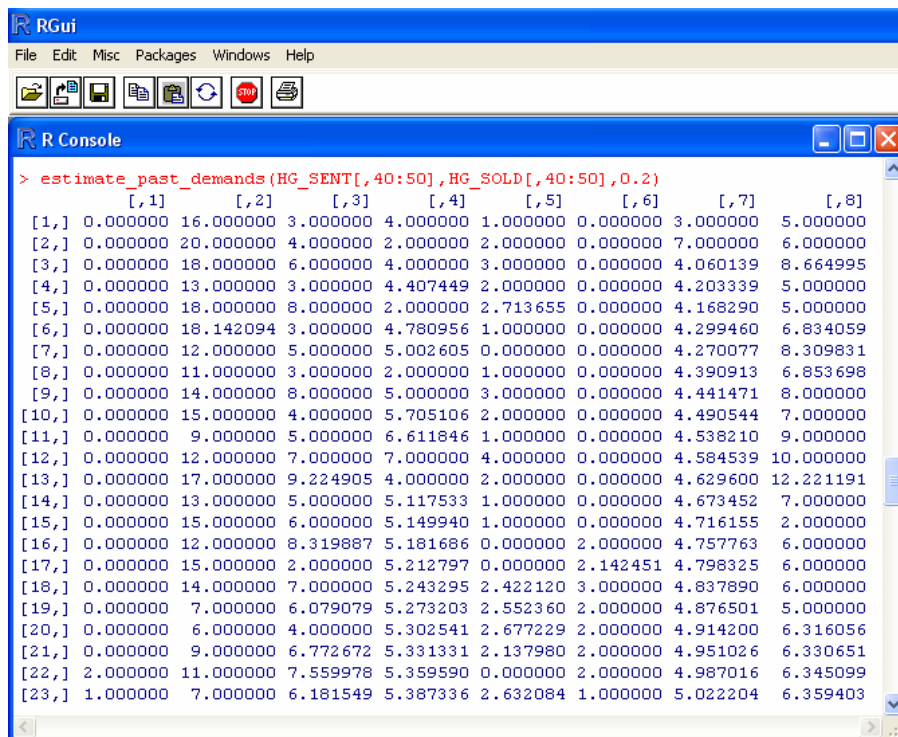 RGui
File Edit Misc Packages Windows Help
STOP
R Console
> estimate_past_demands(HG_SENT[,40:50],HG_SOLD[,40:50],0.2)
[,1] [,2] [,3] [,4] [,5] [,6] [,7] [,8]
[1,] 0.000000 16.000000 3.000000 4.000000 1.000000 0.000000 3.000000 5.000000
[2,] 0.000000 20.000000 4.000000 2.000000 2.000000 0.000000 7.000000 6.000000
[3,] 0.000000 18.000000 6.000000 4.000000 3.000000 0.000000 4.060139 8.664995
[4,] 0.000000 13.000000 3.000000 4.407449 2.000000 0.000000 4.203339 5.000000
[5,] 0.000000 18.000000 8.000000 2.000000 2.713655 0.000000 4.168290 5.000000
[6,] 0.000000 18.142094 3.000000 4.780956 1.000000 0.000000 4.299460 6.834059
[7,] 0.000000 12.000000 5.000000 5.002605 0.000000 0.000000 4.270077 8.309831
[8,] 0.000000 11.000000 3.000000 2.000000 1.000000 0.000000 4.390913 6.853698
[9,] 0.000000 14.000000 8.000000 5.000000 3.000000 0.000000 4.441471 8.000000
[10,] 0.000000 15.000000 4.000000 5.705106 2.000000 0.000000 4.490544 7.000000
[11,] 0.000000 9.000000 5.000000 6.611846 1.000000 0.000000 4.538210 9.000000
[12,] 0.000000 12.000000 7.000000 7.000000 4.000000 0.000000 4.584539 10.000000
[13,] 0.000000 17.000000 9.224905 4.000000 2.000000 0.000000 4.629600 12.221191
[14,] 0.000000 13.000000 5.000000 5.117533 1.000000 0.000000 4.673452 7.000000
[15,] 0.000000 15.000000 6.000000 5.149940 1.000000 0.000000 4.716155 2.000000
[16,] 0.000000 12.000000 8.319887 5.181686 0.000000 2.000000 4.757763 6.000000
[17,] 0.000000 15.000000 2.000000 5.212797 0.000000 2.142451 4.798325 6.000000
[18,] 0.000000 14.000000 7.000000 5.243295 2.422120 3.000000 4.837890 6.000000
[19,] 0.000000 7.000000 6.079079 5.273203 2.552360 2.000000 4.876501 5.000000
[20,] 0.000000 6.000000 4.000000 5.302541 2.677229 2.000000 4.914200 6.316056
[21,] 0.000000 9.000000 6.772672 5.331331 2.137980 2.000000 4.951026 6.330651
[22,] 2.000000 11.000000 7.559978 5.359590 0.000000 2.000000 4.987016 6.345099
[23,] 1.000000 7.000000 6.181549 5.387336 2.632084 1.000000 5.022204 6.359403